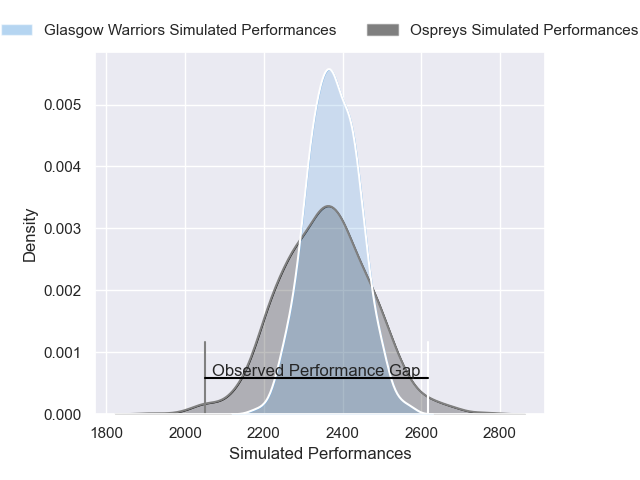 Glasgow Warriors Simulated Performances Ospreys Simulated Performances
0.005
0.004
0.003
0.002
0.001
0.000
Density
Observed Performance Gap
1800 2000 2200 2400 2600 2800
Simulated Performances